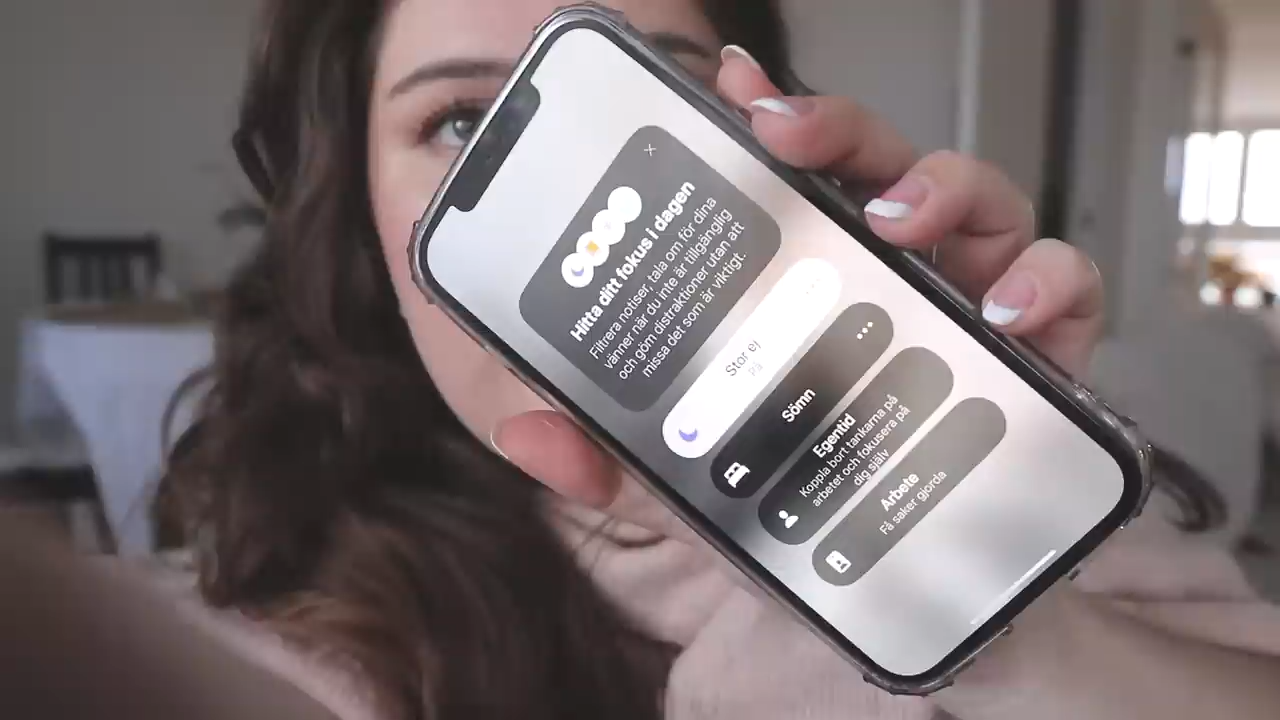 Hitta ditt fokus i dagen
Filtrera notiser, tala om för dina
vänner när du inte är tillgänglig
och göm distraktioner utan att
missa det som är viktigt.
Stör ej
På
Sömn
Egentid
Koppla bort tankarna på
arbetet och fokusera på
dig själv
Arbete
Få saker gjorda